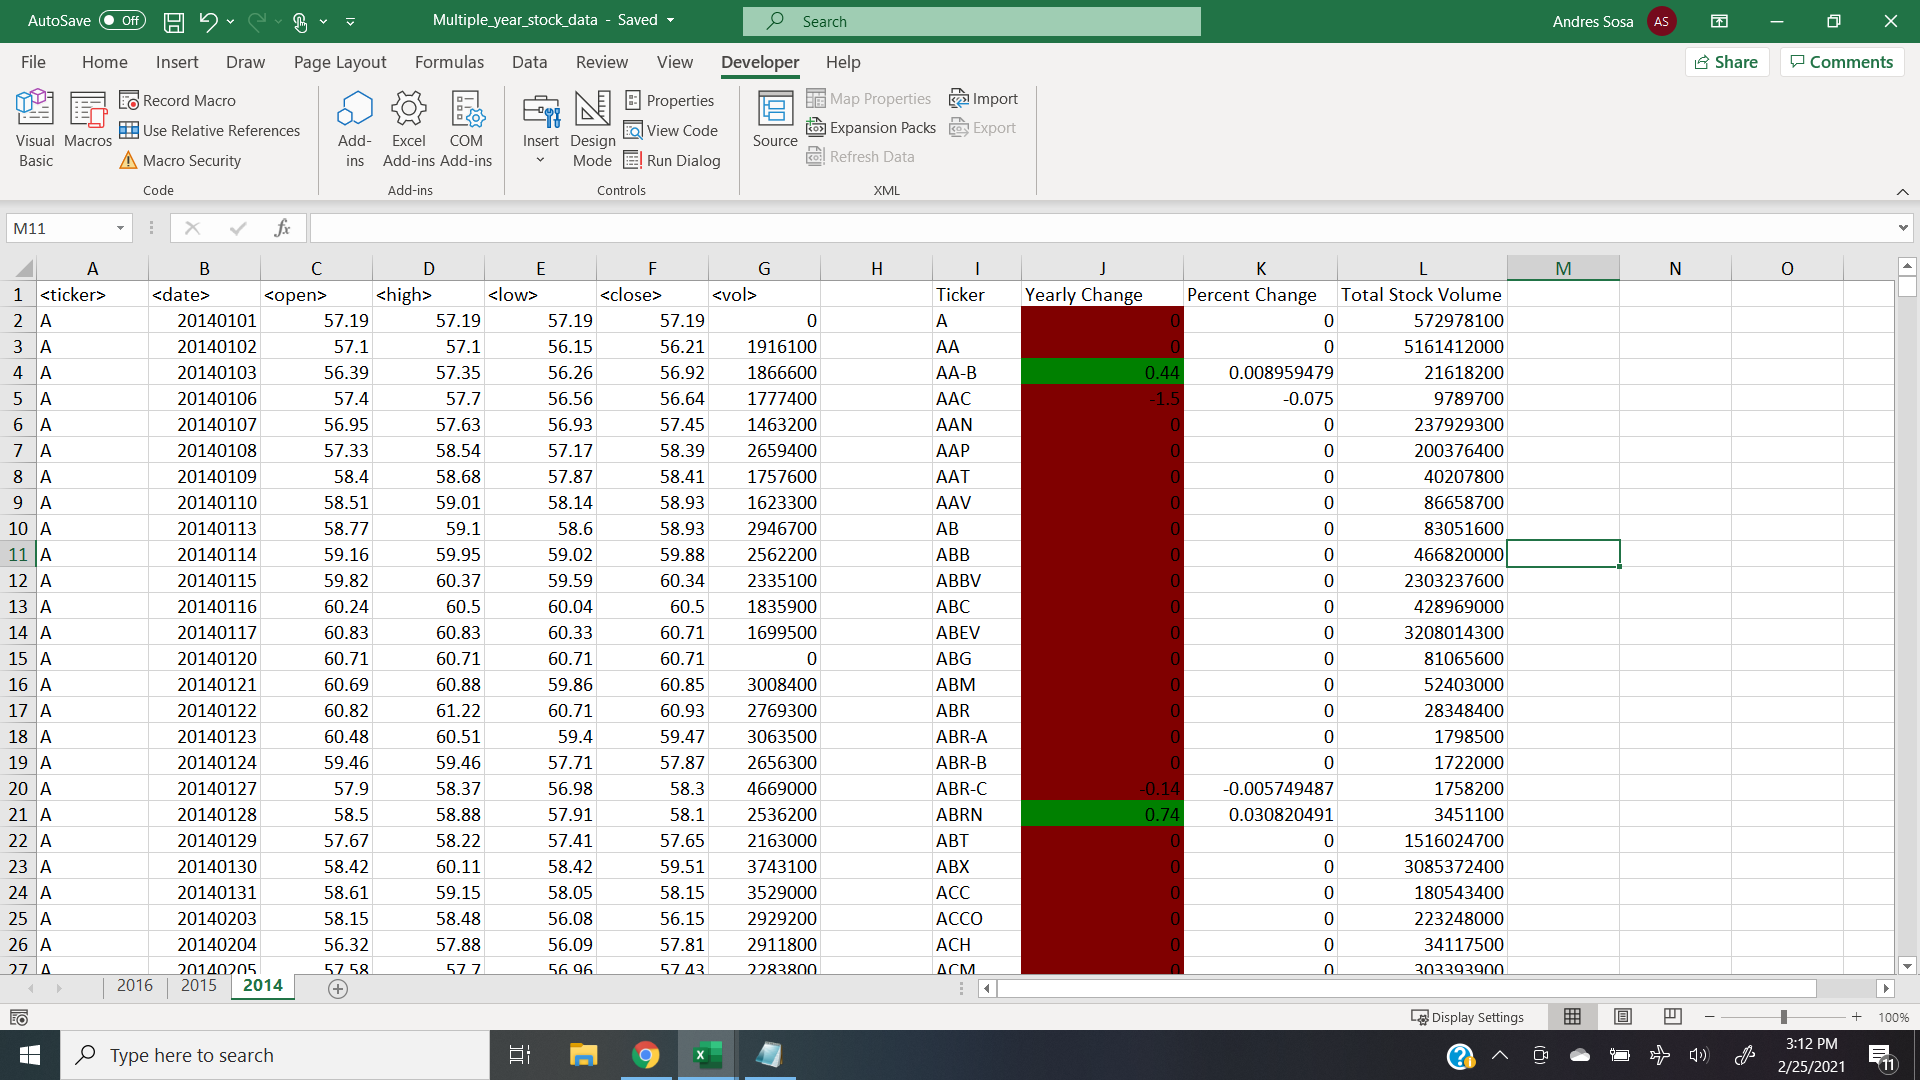 AutoSave Off Multiple_year_stock_data - Saved Search Andres Sosa AS
File Home Insert Draw Page Layout Formulas Data Review View Developer Help Share Comments
Visual Basic Macros Record Macro Use Relative References Macro Security Code
Add-ins Excel Add-ins COM Add-ins Add-ins
Insert Design Mode Properties View Code Run Dialog Controls
Source Map Properties Expansion Packs Refresh Data Import Export XML
M11 fx
A B C D E F G H I J K L M N O
1 <ticker> <date> <open> <high> <low> <close> <vol> Ticker Yearly Change Percent Change Total Stock Volume
2 A 20140101 57.19 57.19 57.19 57.19 0 A 0 0 572978100
3 A 20140102 57.1 57.1 56.15 56.21 1916100 AA 0 0 5161412000
4 A 20140103 56.39 57.35 56.26 56.92 1866600 AA-B 0.44 0.008959479 21618200
5 A 20140106 57.4 57.7 56.56 56.64 1777400 AAC -1.5 -0.075 9789700
6 A 20140107 56.95 57.63 56.93 57.45 1463200 AAN 0 0 237929300
7 A 20140108 57.33 58.54 57.17 58.39 2659400 AAP 0 0 200376400
8 A 20140109 58.4 58.68 57.87 58.41 1757600 AAT 0 0 40207800
9 A 20140110 58.51 59.01 58.14 58.93 1623300 AAV 0 0 86658700
10 A 20140113 58.77 59.1 58.6 58.93 2946700 AB 0 0 83051600
11 A 20140114 59.16 59.95 59.02 59.88 2562200 ABB 0 0 466820000
12 A 20140115 59.82 60.37 59.59 60.34 2335100 ABBV 0 0 2303237600
13 A 20140116 60.24 60.5 60.04 60.5 1835900 ABC 0 0 428969000
14 A 20140117 60.83 60.83 60.33 60.71 1699500 ABEV 0 0 3208014300
15 A 20140120 60.71 60.71 60.71 60.71 0 ABG 0 0 81065600
16 A 20140121 60.69 60.88 59.86 60.85 3008400 ABM 0 0 52403000
17 A 20140122 60.82 61.22 60.71 60.93 2769300 ABR 0 0 28348400
18 A 20140123 60.48 60.51 59.4 59.47 3063500 ABR-A 0 0 1798500
19 A 20140124 59.46 59.46 57.71 57.87 2656300 ABR-B 0 0 1722000
20 A 20140127 57.9 58.37 56.98 58.3 4669000 ABR-C -0.14 -0.005749487 1758200
21 A 20140128 58.5 58.88 57.91 58.1 2536200 ABRN 0.74 0.030820491 3451100
22 A 20140129 57.67 58.22 57.41 57.65 2163000 ABT 0 0 1516024700
23 A 20140130 58.42 60.11 58.42 59.51 3743100 ABX 0 0 3085372400
24 A 20140131 58.61 59.15 58.05 58.15 3529000 ACC 0 0 180543400
25 A 20140203 58.15 58.48 56.08 56.15 2929200 ACCO 0 0 223248000
26 A 20140204 56.32 57.88 56.09 57.81 2911800 ACH 0 0 34117500
27 A 20140205 57.58 57.7 56.96 57.43 2283800 ACM 0 0 303393900
2016 2015 2014
Display Settings 100%
Type here to search 3:12 PM
2/25/2021 11